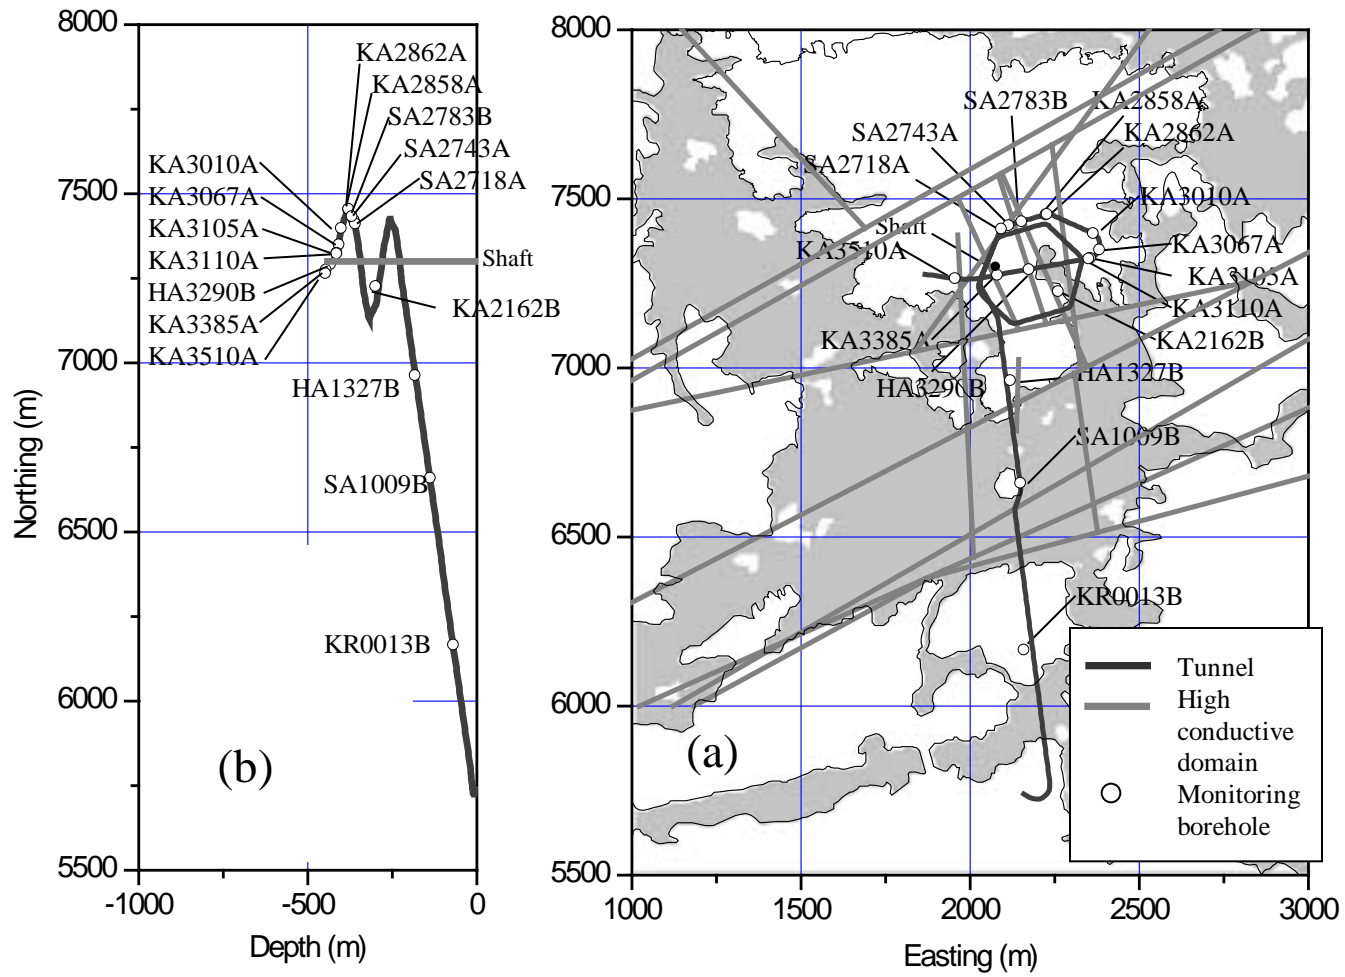 8000
7500
7000
6500
6000
5500
Northing (m)
-1000
-500
0
Depth (m)
KA2862A
KA2858A
SA2783B
SA2743A
SA2718A
KA3010A
KA3067A
KA3105A
KA3110A
HA3290B
KA3385A
KA3510A
Shaft
KA2162B
HA1327B
SA1009B
KR0013B
(b)
8000
7500
7000
6500
6000
5500
1000
1500
2000
2500
3000
Easting (m)
SA2783B
KA2858A
SA2743A
KA2862A
SA2718A
KA3010A
Shaft
KA3510A
KA3067A
KA3105A
KA3110A
KA3385A
KA2162B
HA3290B
HA1327B
SA1009B
KR0013B
(a)
Tunnel
High
conductive
domain
Monitoring
borehole